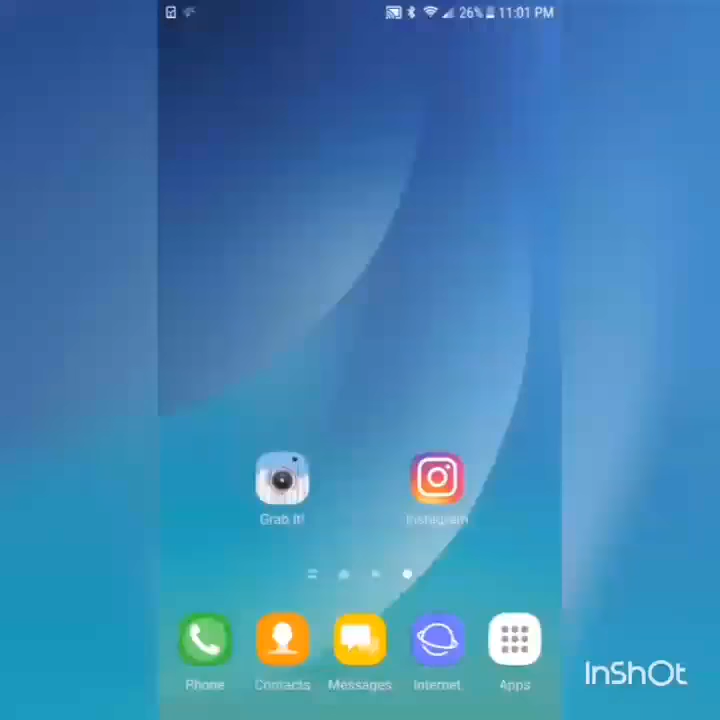 26% 11:01 PM
Grab It!
Instagram
Phone
Contacts
Messages
Internet
Apps
InShOt